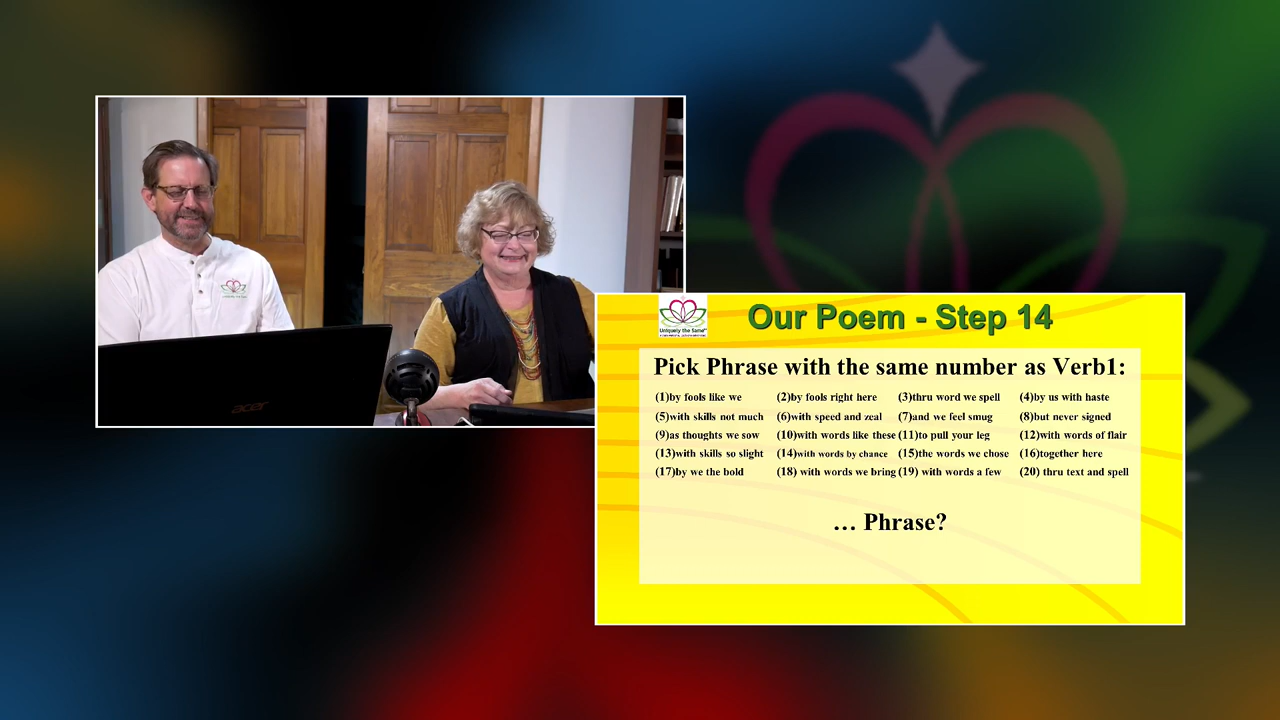 acer
Uniquely the Same
Our Poem - Step 14
Pick Phrase with the same number as Verb1:
(1)by fools like we (2)by fools right here (3)thru word we spell (4)by us with haste
(5)with skills not much (6)with speed and zeal (7)and we feel smug (8)but never signed
(9)as thoughts we sow (10)with words like these (11)to pull your leg (12)with words of flair
(13)with skills so slight (14)with words by chance (15)the words we chose (16)together here
(17)by we the bold (18) with words we bring (19) with words a few (20) thru text and spell
… Phrase?